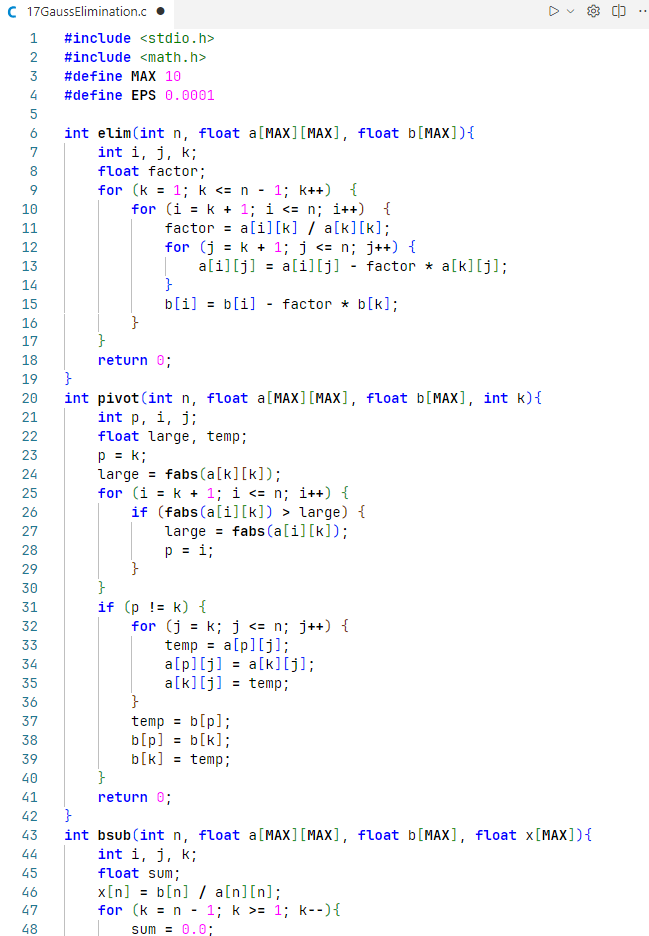 C 17GaussElimination.c ●
1 #include <stdio.h>
2 #include <math.h>
3 #define MAX 10
4 #define EPS 0.0001
5
6 int elim(int n, float a[MAX][MAX], float b[MAX]){
7     int i, j, k;
8     float factor;
9     for (k = 1; k <= n - 1; k++)  {
10         for (i = k + 1; i <= n; i++)  {
11             factor = a[i][k] / a[k][k];
12             for (j = k + 1; j <= n; j++) {
13                 a[i][j] = a[i][j] - factor * a[k][j];
14             }
15             b[i] = b[i] - factor * b[k];
16         }
17     }
18     return 0;
19 }
20 int pivot(int n, float a[MAX][MAX], float b[MAX], int k){
21     int p, i, j;
22     float large, temp;
23     p = k;
24     large = fabs(a[k][k]);
25     for (i = k + 1; i <= n; i++) {
26         if (fabs(a[i][k]) > large) {
27             large = fabs(a[i][k]);
28             p = i;
29         }
30     }
31     if (p != k) {
32         for (j = k; j <= n; j++) {
33             temp = a[p][j];
34             a[p][j] = a[k][j];
35             a[k][j] = temp;
36         }
37         temp = b[p];
38         b[p] = b[k];
39         b[k] = temp;
40     }
41     return 0;
42 }
43 int bsub(int n, float a[MAX][MAX], float b[MAX], float x[MAX]){
44     int i, j, k;
45     float sum;
46     x[n] = b[n] / a[n][n];
47     for (k = n - 1; k >= 1; k--){
48         sum = 0.0;